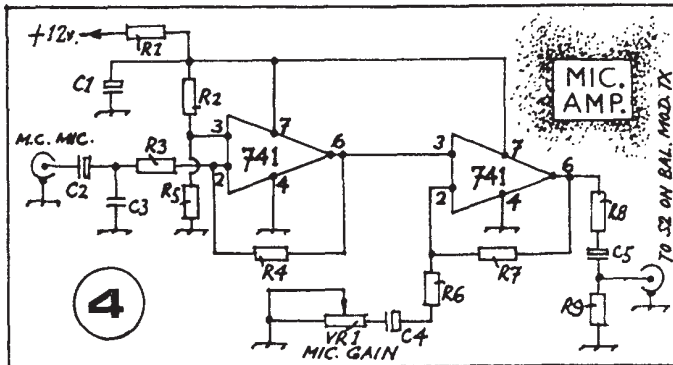 +12v.
R1
C1
R2
MIC.
AMP.
M.C. MIC.
R3
3
7
741
6
2
4
C2
C3
R5
R4
3
7
741
6
2
4
R8
C5
R7
R6
R9
TO S2 ON BAL. MOD. TX
4
VR1
MIC. GAIN
C4